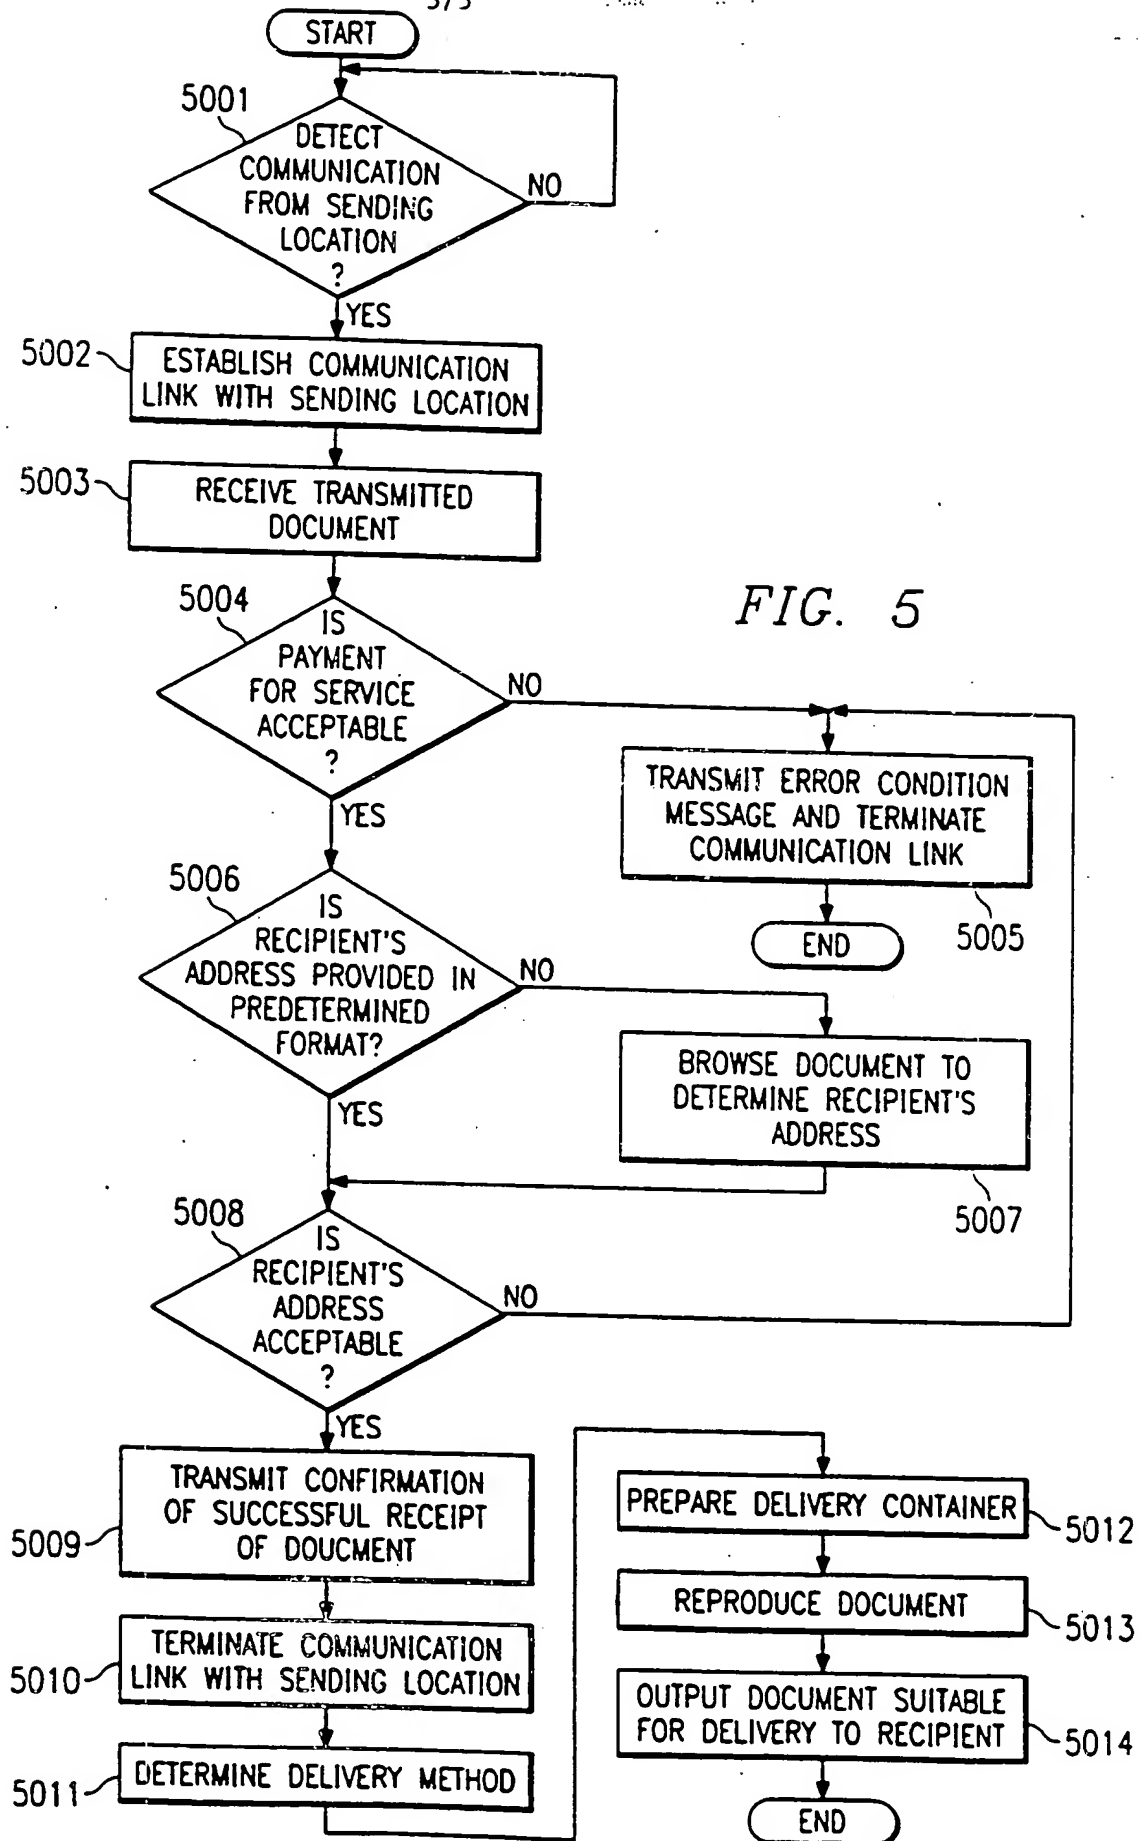 START
5001
DETECT
COMMUNICATION
FROM SENDING
LOCATION
?
NO
YES
5002
ESTABLISH COMMUNICATION
LINK WITH SENDING LOCATION
5003
RECEIVE TRANSMITTED
DOCUMENT
FIG. 5
5004
IS
PAYMENT
FOR SERVICE
ACCEPTABLE
?
NO
YES
TRANSMIT ERROR CONDITION
MESSAGE AND TERMINATE
COMMUNICATION LINK
5005
END
5006
IS
RECIPIENT'S
ADDRESS PROVIDED IN
PREDETERMINED
FORMAT?
NO
YES
BROWSE DOCUMENT TO
DETERMINE RECIPIENT'S
ADDRESS
5007
5008
IS
RECIPIENT'S
ADDRESS
ACCEPTABLE
?
NO
YES
5009
TRANSMIT CONFIRMATION
OF SUCCESSFUL RECEIPT
OF DOUCMENT
5010
TERMINATE COMMUNICATION
LINK WITH SENDING LOCATION
5011
DETERMINE DELIVERY METHOD
PREPARE DELIVERY CONTAINER
5012
REPRODUCE DOCUMENT
5013
OUTPUT DOCUMENT SUITABLE
FOR DELIVERY TO RECIPIENT
5014
END